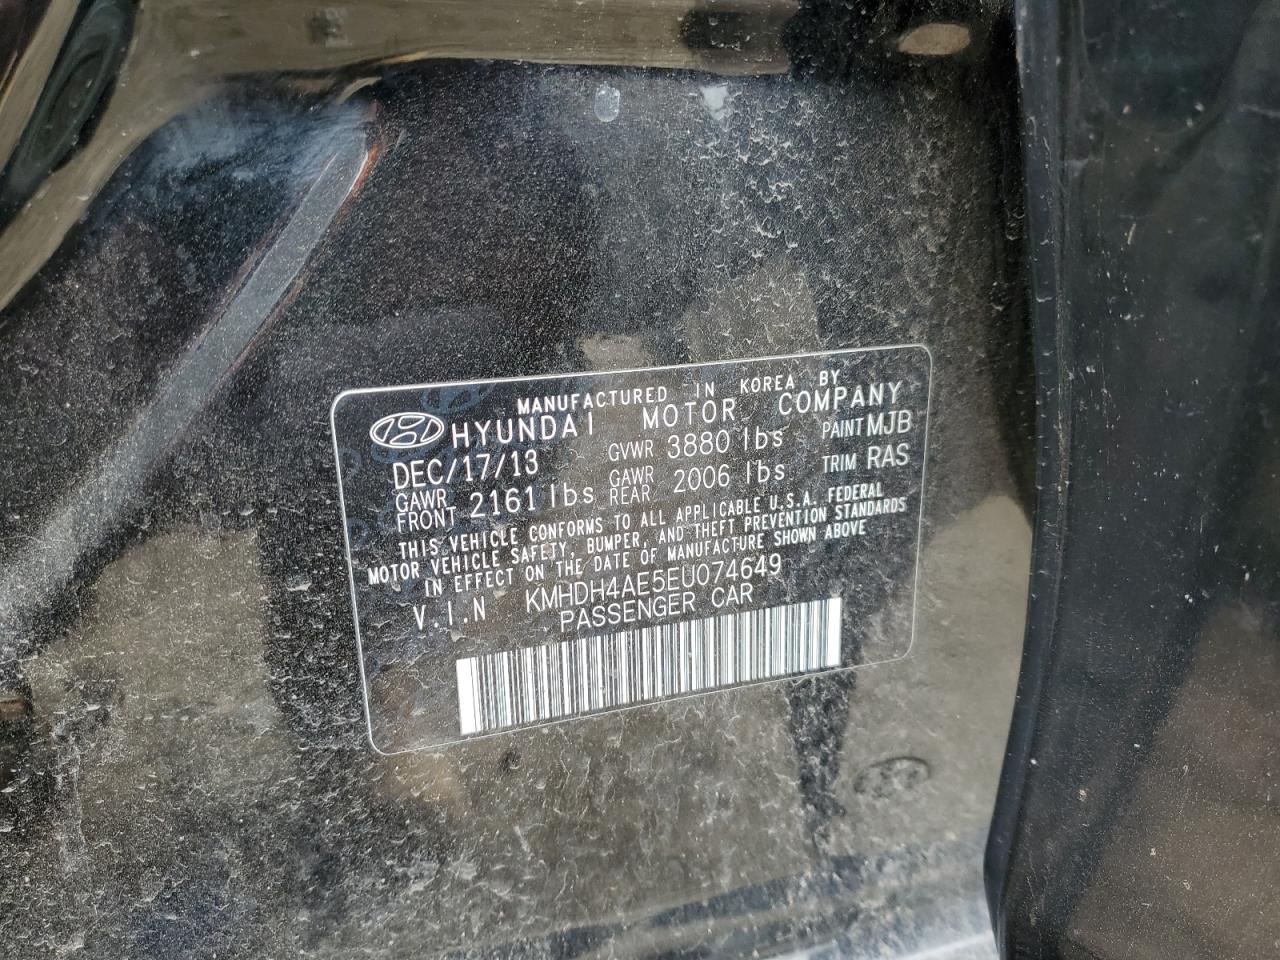 MANUFACTURED IN KOREA BY
HYUNDAI MOTOR COMPANY
DEC/17/13 GVWR 3880 lbs PAINT MJB
GAWR FRONT 2161 lbs GAWR REAR 2006 lbs TRIM RAS
THIS VEHICLE CONFORMS TO ALL APPLICABLE U.S.A. FEDERAL
MOTOR VEHICLE SAFETY, BUMPER, AND THEFT PREVENTION STANDARDS
IN EFFECT ON THE DATE OF MANUFACTURE SHOWN ABOVE
V.I.N KMHDH4AE5EU074649
PASSENGER CAR